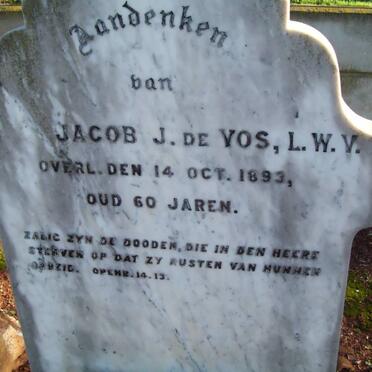 Aandenken
van
JACOB J. DE VOS, L.W.V.
OVERL. DEN 14 OCT. 1893,
OUD 60 JAREN.
ZALIG ZYN DE DOODEN, DIE IN DEN HEERE
STERVEN OP DAT ZY RUSTEN VAN HUNNEN
ARBEID. OPENB. 14.13.